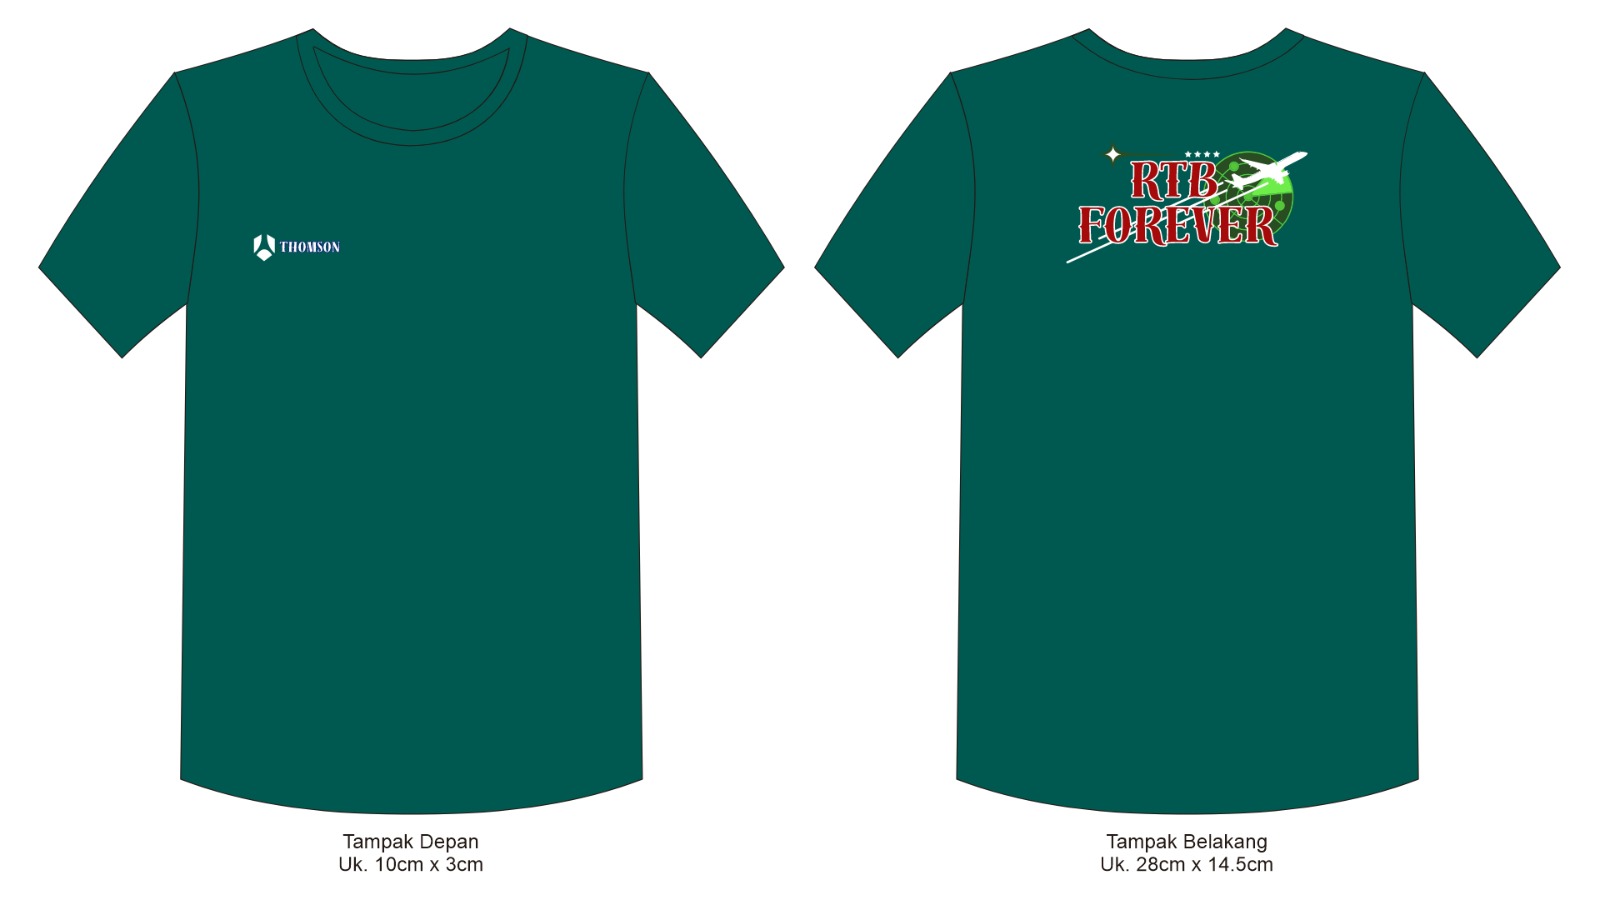 THOMSON
RTB
FOREVER
Tampak Depan
Uk. 10cm x 3cm
Tampak Belakang
Uk. 28cm x 14.5cm